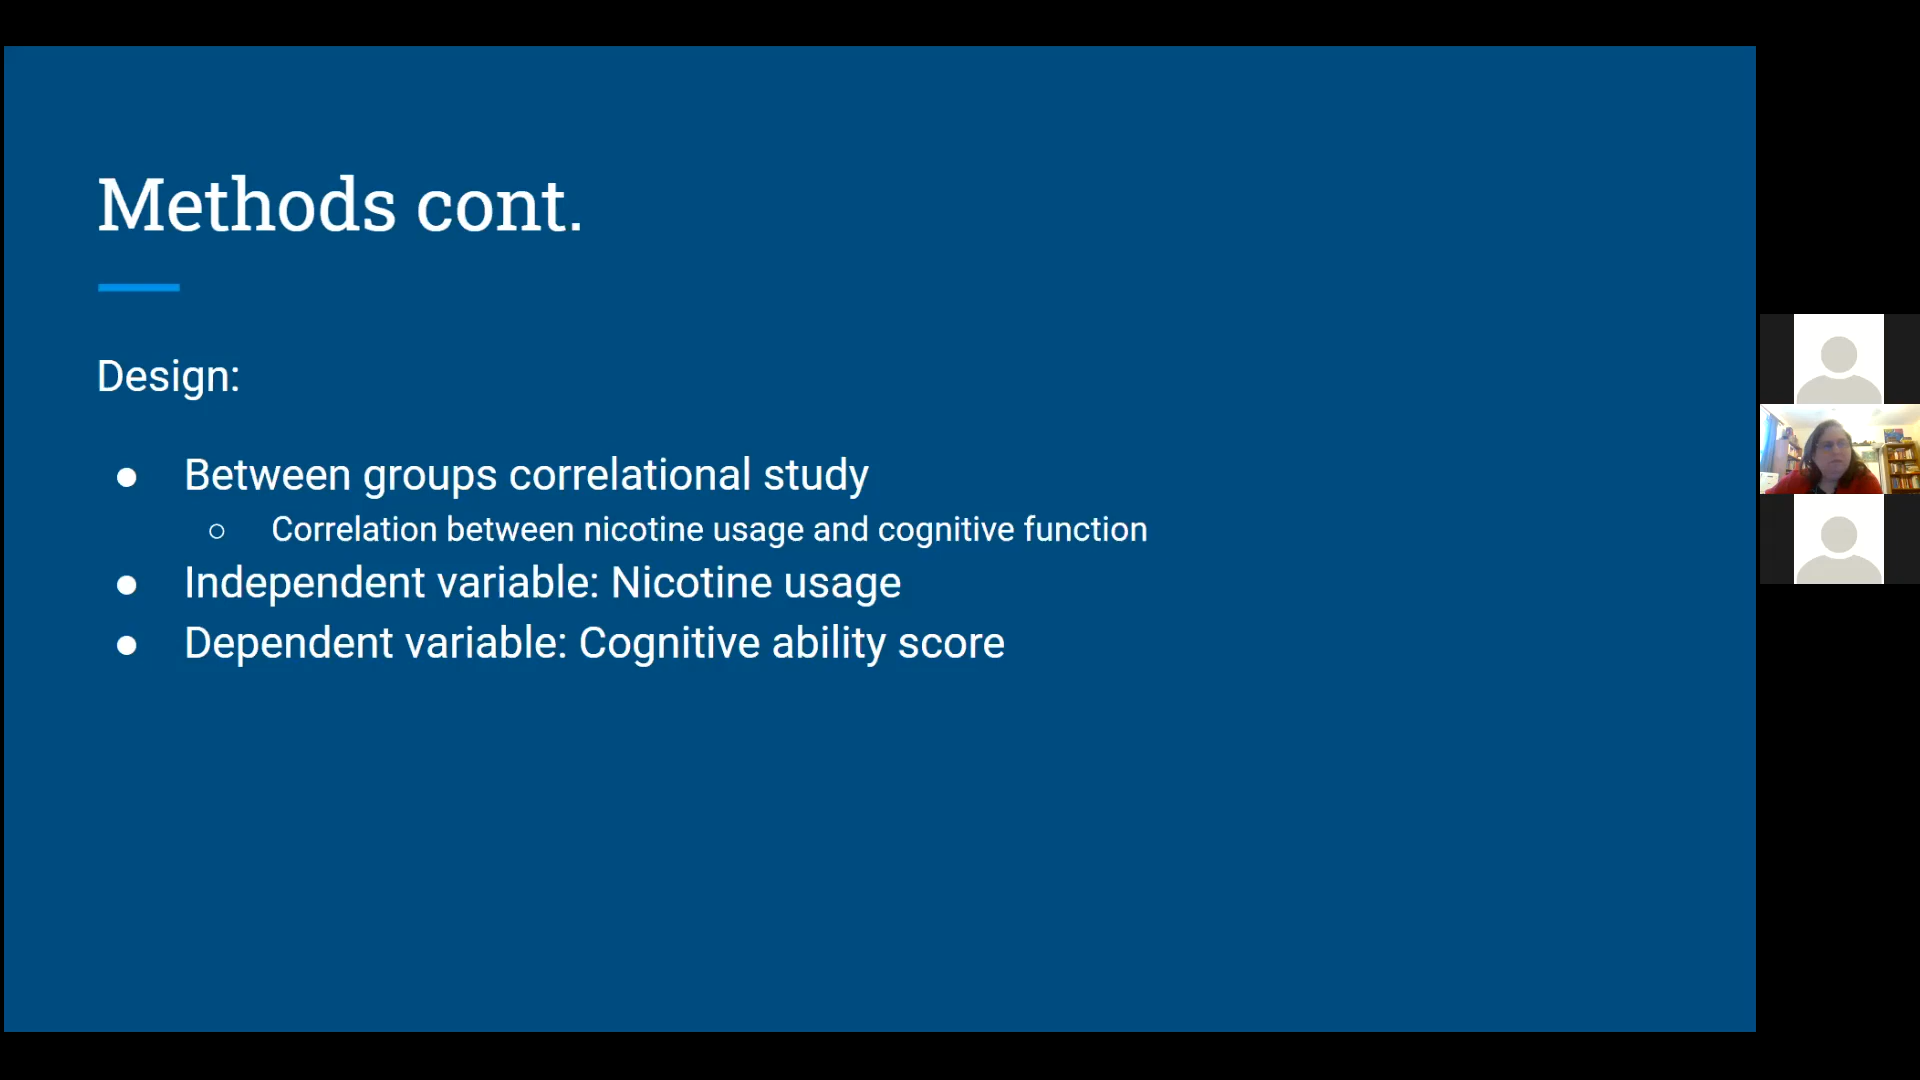 Methods cont.
Design:
● Between groups correlational study
○ Correlation between nicotine usage and cognitive function
● Independent variable: Nicotine usage
● Dependent variable: Cognitive ability score